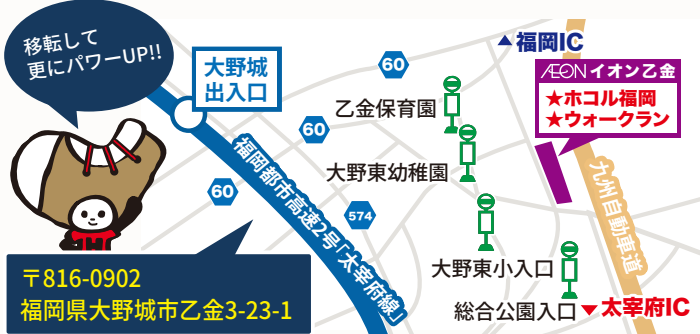 移転して
更にパワーUP!!
大野城
出入口
60
60
60
574
福岡都市高速2号「太宰府線」
乙金保育園
大野東幼稚園
大野東小入口
総合公園入口
▲福岡IC
ÆON イオン乙金
★ホコル福岡
★ウォークラン
九州自動車道
▼太宰府IC
〒816-0902
福岡県大野城市乙金3-23-1